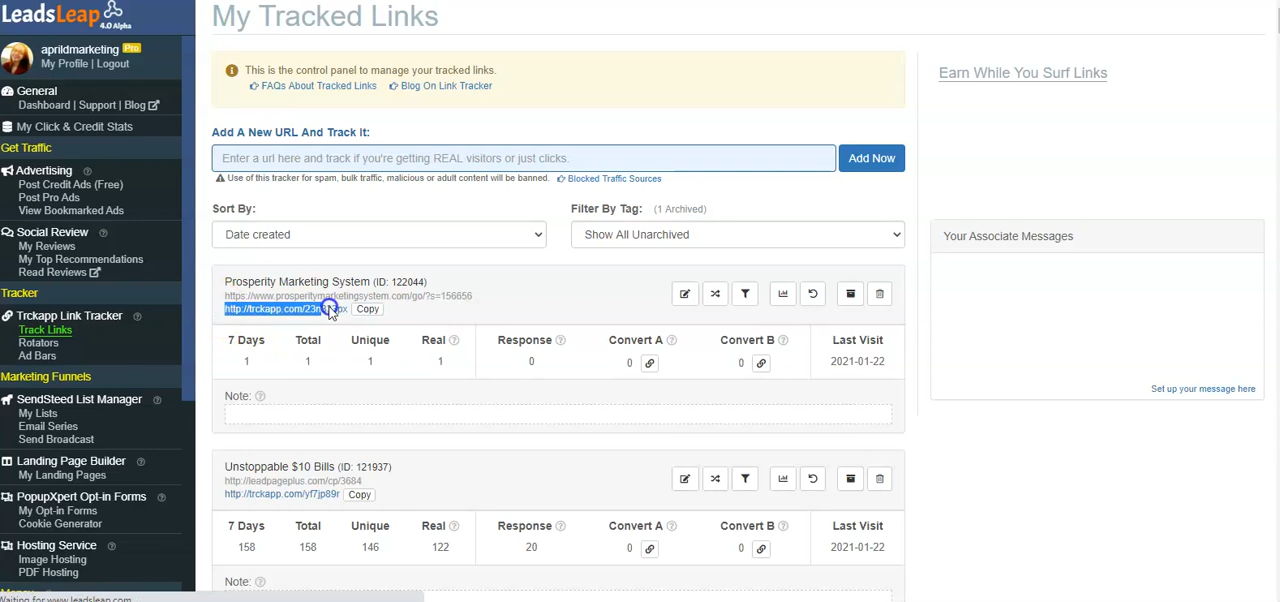 LeadsLeap
4.0 Alpha
aprildmarketing Pro
My Profile | Logout
General
Dashboard | Support | Blog
My Click & Credit Stats
Get Traffic
Advertising
Post Credit Ads (Free)
Post Pro Ads
View Bookmarked Ads
Social Review
My Reviews
My Top Recommendations
Read Reviews
Tracker
Trckapp Link Tracker
Track Links
Rotators
Ad Bars
Marketing Funnels
SendSteed List Manager
My Lists
Email Series
Send Broadcast
Landing Page Builder
My Landing Pages
PopupXpert Opt-in Forms
My Opt-in Forms
Cookie Generator
Hosting Service
Image Hosting
PDF Hosting
Waiting for www.leadsleap.com
My Tracked Links
This is the control panel to manage your tracked links.
FAQs About Tracked Links Blog On Link Tracker
Add A New URL And Track It:
Enter a url here and track if you're getting REAL visitors or just clicks. Add Now
Use of this tracker for spam, bulk traffic, malicious or adult content will be banned. Blocked Traffic Sources
Sort By: Filter By Tag: (1 Archived)
Date created Show All Unarchived
Prosperity Marketing System (ID: 122044)
https://www.prosperitymarketingsystem.com/go/?s=156656
Copy
7 Days Total Unique Real Response Convert A Convert B Last Visit
1 1 1 1 0 0 0 2021-01-22
Note:
Unstoppable $10 Bills (ID: 121937)
http://leadpageplus.com/cp/3684
http://trckapp.com/yf7jp89r Copy
7 Days Total Unique Real Response Convert A Convert B Last Visit
158 158 146 122 20 0 0 2021-01-22
Note:
Earn While You Surf Links
Your Associate Messages
Set up your message here